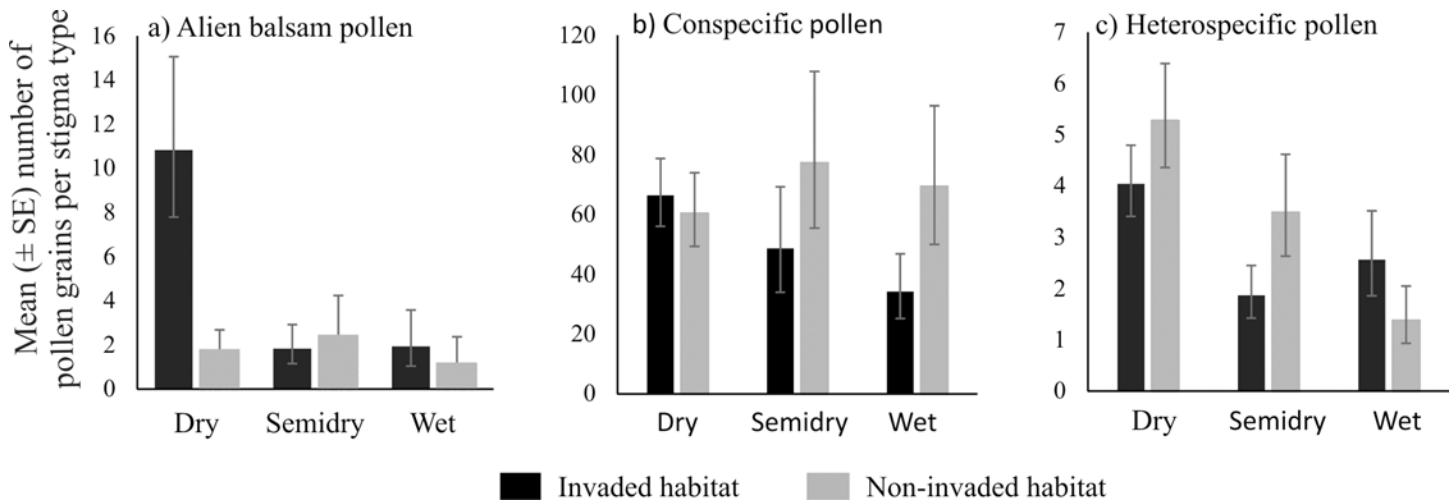 Mean (± SE) number of
pollen grains per stigma type
a) Alien balsam pollen
16
14
12
10
8
6
4
2
0
Dry Semidry Wet
b) Conspecific pollen
120
100
80
60
40
20
0
Dry Semidry Wet
c) Heterospecific pollen
7
6
5
4
3
2
1
0
Dry Semidry Wet
Invaded habitat Non-invaded habitat